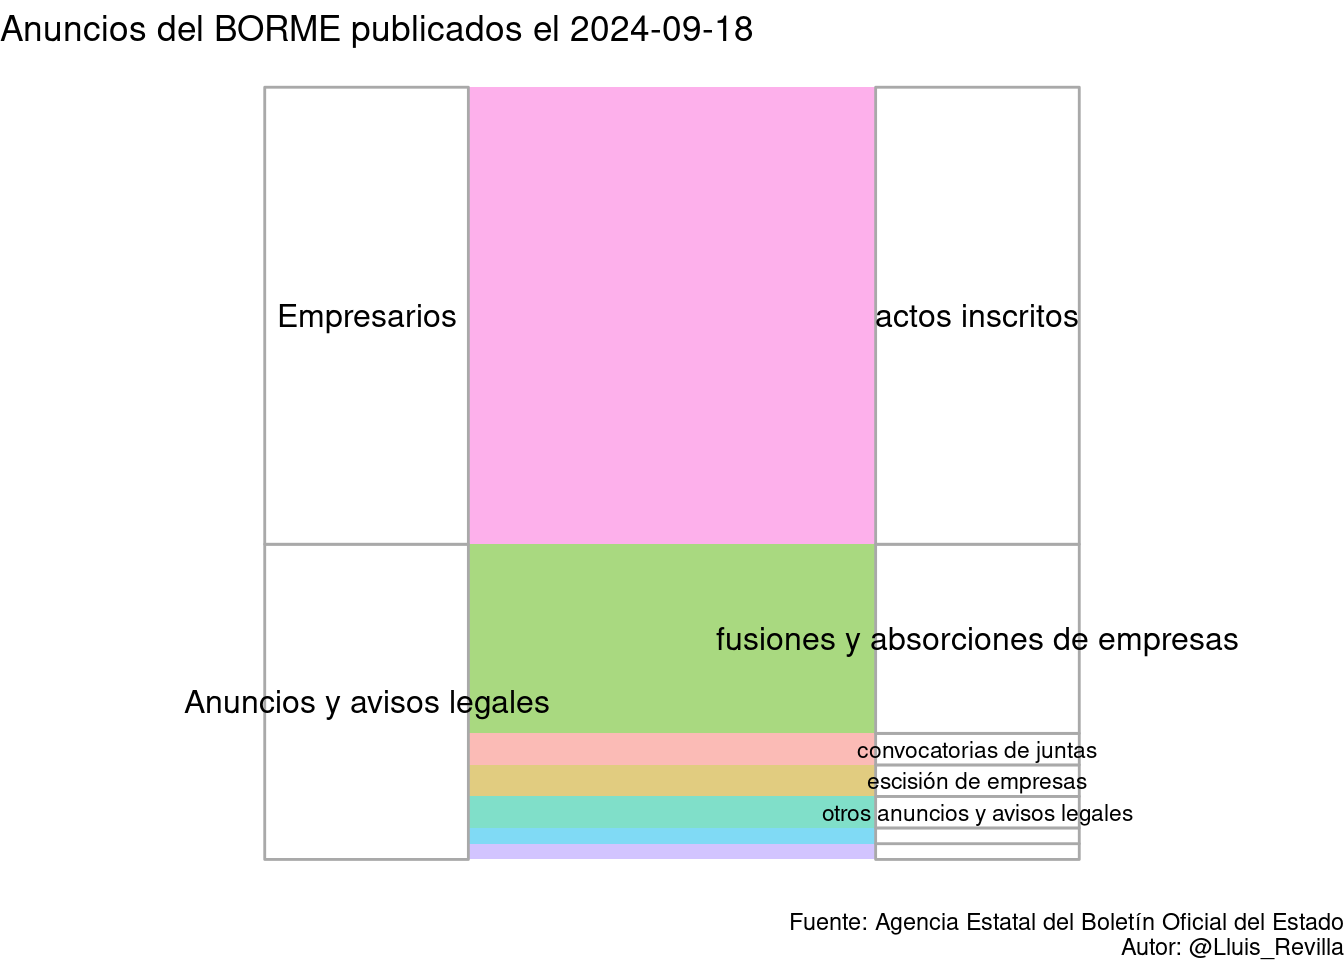 Anuncios del BORME publicados el 2024-09-18
Empresarios
actos inscritos
fusiones y absorciones de empresas
Anuncios y avisos legales
convocatorias de juntas
escisión de empresas
otros anuncios y avisos legales
Fuente: Agencia Estatal del Boletín Oficial del Estado
Autor: @Lluis_Revilla